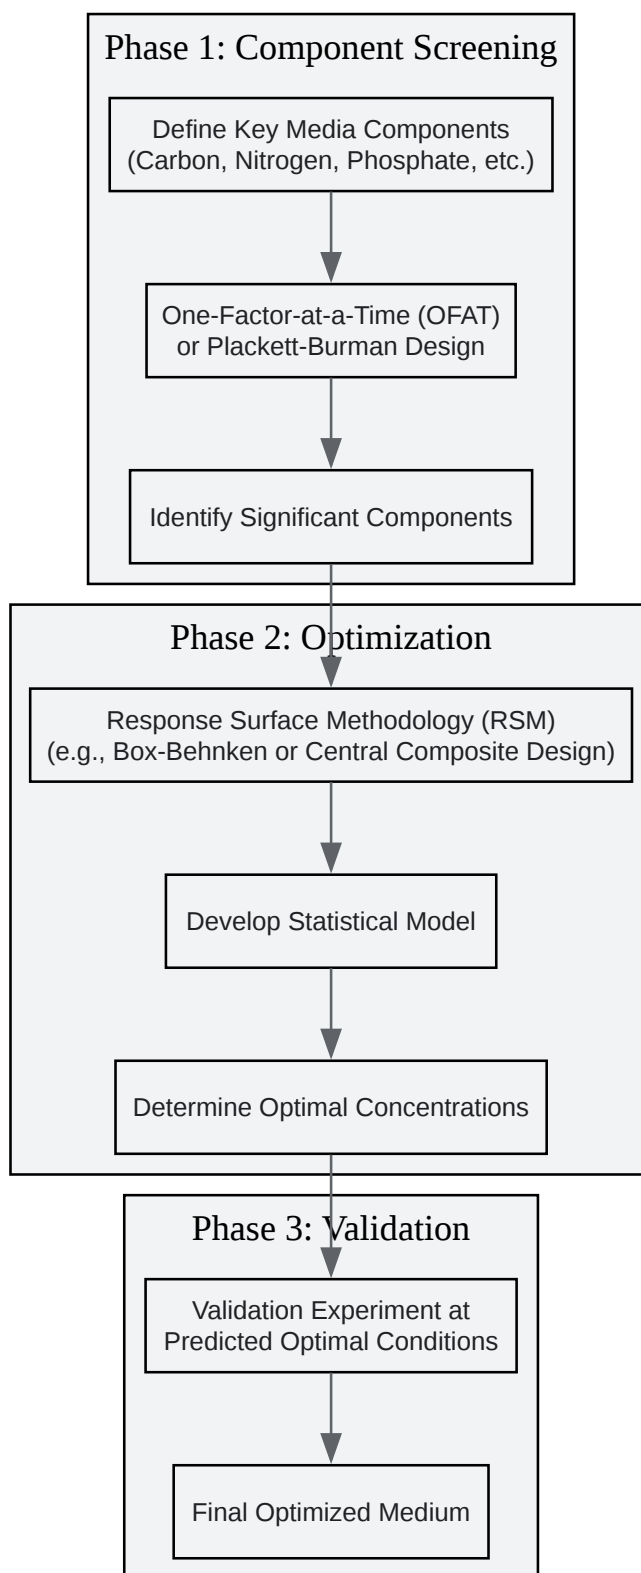 Phase 1: Component Screening
Define Key Media Components
(Carbon, Nitrogen, Phosphate, etc.)
One-Factor-at-a-Time (OFAT)
or Plackett-Burman Design
Identify Significant Components
Phase 2: Optimization
Response Surface Methodology (RSM)
(e.g., Box-Behnken or Central Composite Design)
Develop Statistical Model
Determine Optimal Concentrations
Phase 3: Validation
Validation Experiment at
Predicted Optimal Conditions
Final Optimized Medium